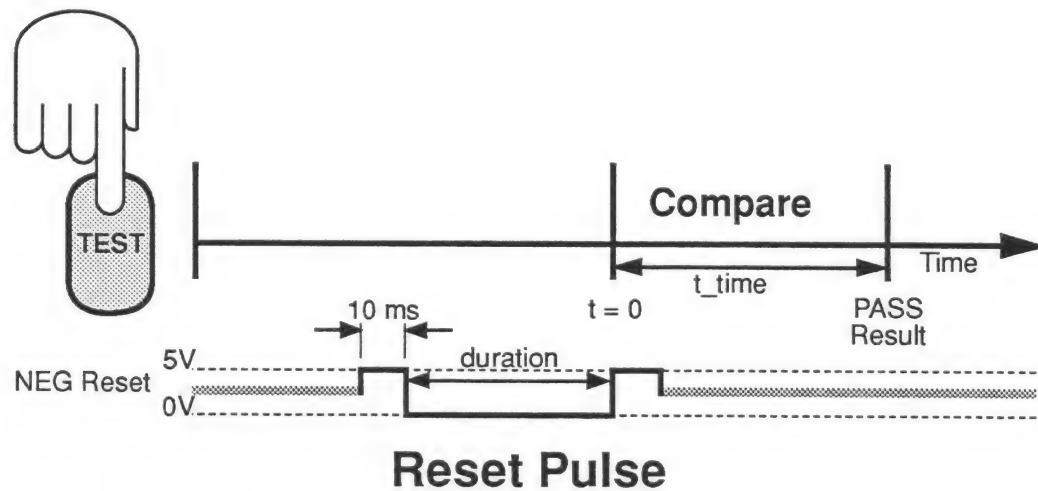 Compare
TEST
Time
t_time
10 ms
t = 0
PASS
Result
5V
duration
NEG Reset
0V
Reset Pulse